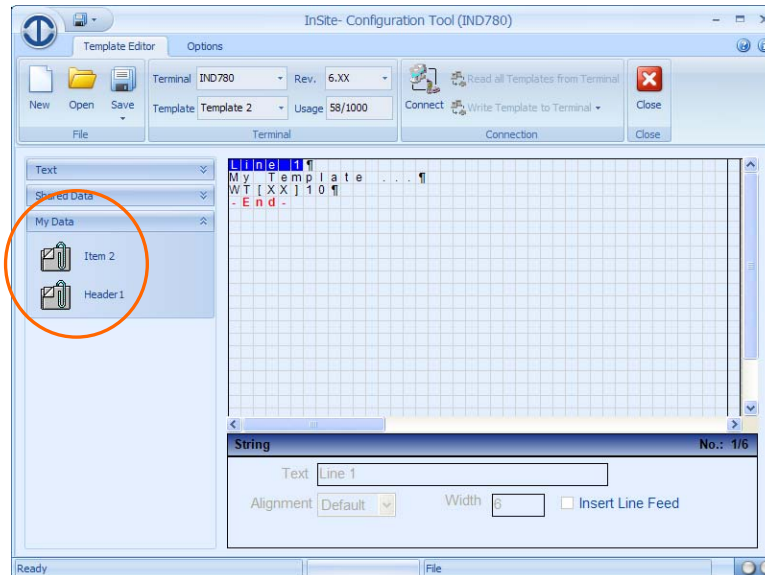 InSite- Configuration Tool (IND780)
Template Editor Options
Terminal IND780 Rev. 6.XX Read all Templates from Terminal
New Open Save Template Template 2 Usage 58/1000 Connect Write Template to Terminal Close
File Terminal Connection Close
Text
Shared Data
My Data
Item 2
Header1
Line 1¶
My Template ...¶
WT[XX]10¶
-End-
String No.: 1/6
Text Line 1
Alignment Default Width 6 Insert Line Feed
Ready File